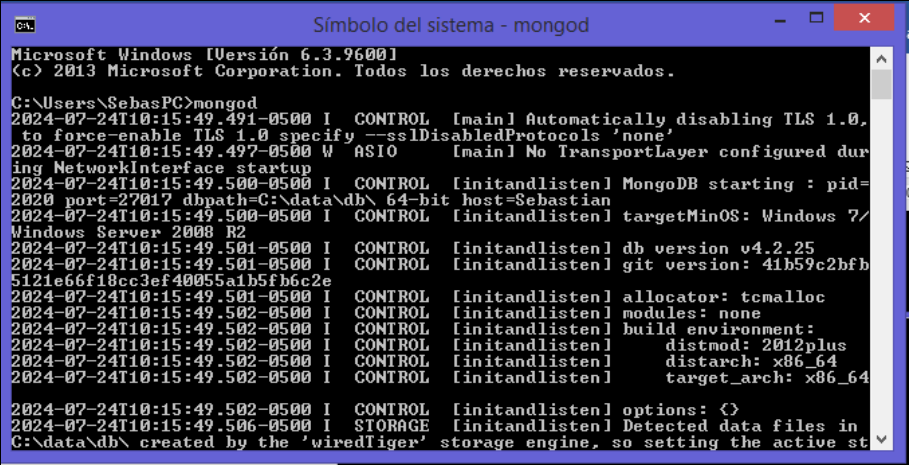 Símbolo del sistema - mongod
Microsoft Windows [Versión 6.3.9600]
(c) 2013 Microsoft Corporation. Todos los derechos reservados.
C:\Users\SebasPC>mongod
2024-07-24T10:15:49.491-0500 I  CONTROL  [main] Automatically disabling TLS 1.0,
 to force-enable TLS 1.0 specify --sslDisabledProtocols 'none'
2024-07-24T10:15:49.497-0500 W  ASIO     [main] No TransportLayer configured dur
ing NetworkInterface startup
2024-07-24T10:15:49.500-0500 I  CONTROL  [initandlisten] MongoDB starting : pid=
2020 port=27017 dbpath=C:\data\db\ 64-bit host=Sebastian
2024-07-24T10:15:49.500-0500 I  CONTROL  [initandlisten] targetMinOS: Windows 7/
Windows Server 2008 R2
2024-07-24T10:15:49.501-0500 I  CONTROL  [initandlisten] db version v4.2.25
2024-07-24T10:15:49.501-0500 I  CONTROL  [initandlisten] git version: 41b59c2bfb
5121e66f18cc3ef40055a1b5fb6c2e
2024-07-24T10:15:49.501-0500 I  CONTROL  [initandlisten] allocator: tcmalloc
2024-07-24T10:15:49.502-0500 I  CONTROL  [initandlisten] modules: none
2024-07-24T10:15:49.502-0500 I  CONTROL  [initandlisten] build environment:
2024-07-24T10:15:49.502-0500 I  CONTROL  [initandlisten]     distmod: 2012plus
2024-07-24T10:15:49.502-0500 I  CONTROL  [initandlisten]     distarch: x86_64
2024-07-24T10:15:49.502-0500 I  CONTROL  [initandlisten]     target_arch: x86_64
2024-07-24T10:15:49.502-0500 I  CONTROL  [initandlisten] options: {}
2024-07-24T10:15:49.506-0500 I  STORAGE  [initandlisten] Detected data files in
C:\data\db\ created by the 'wiredTiger' storage engine, so setting the active st